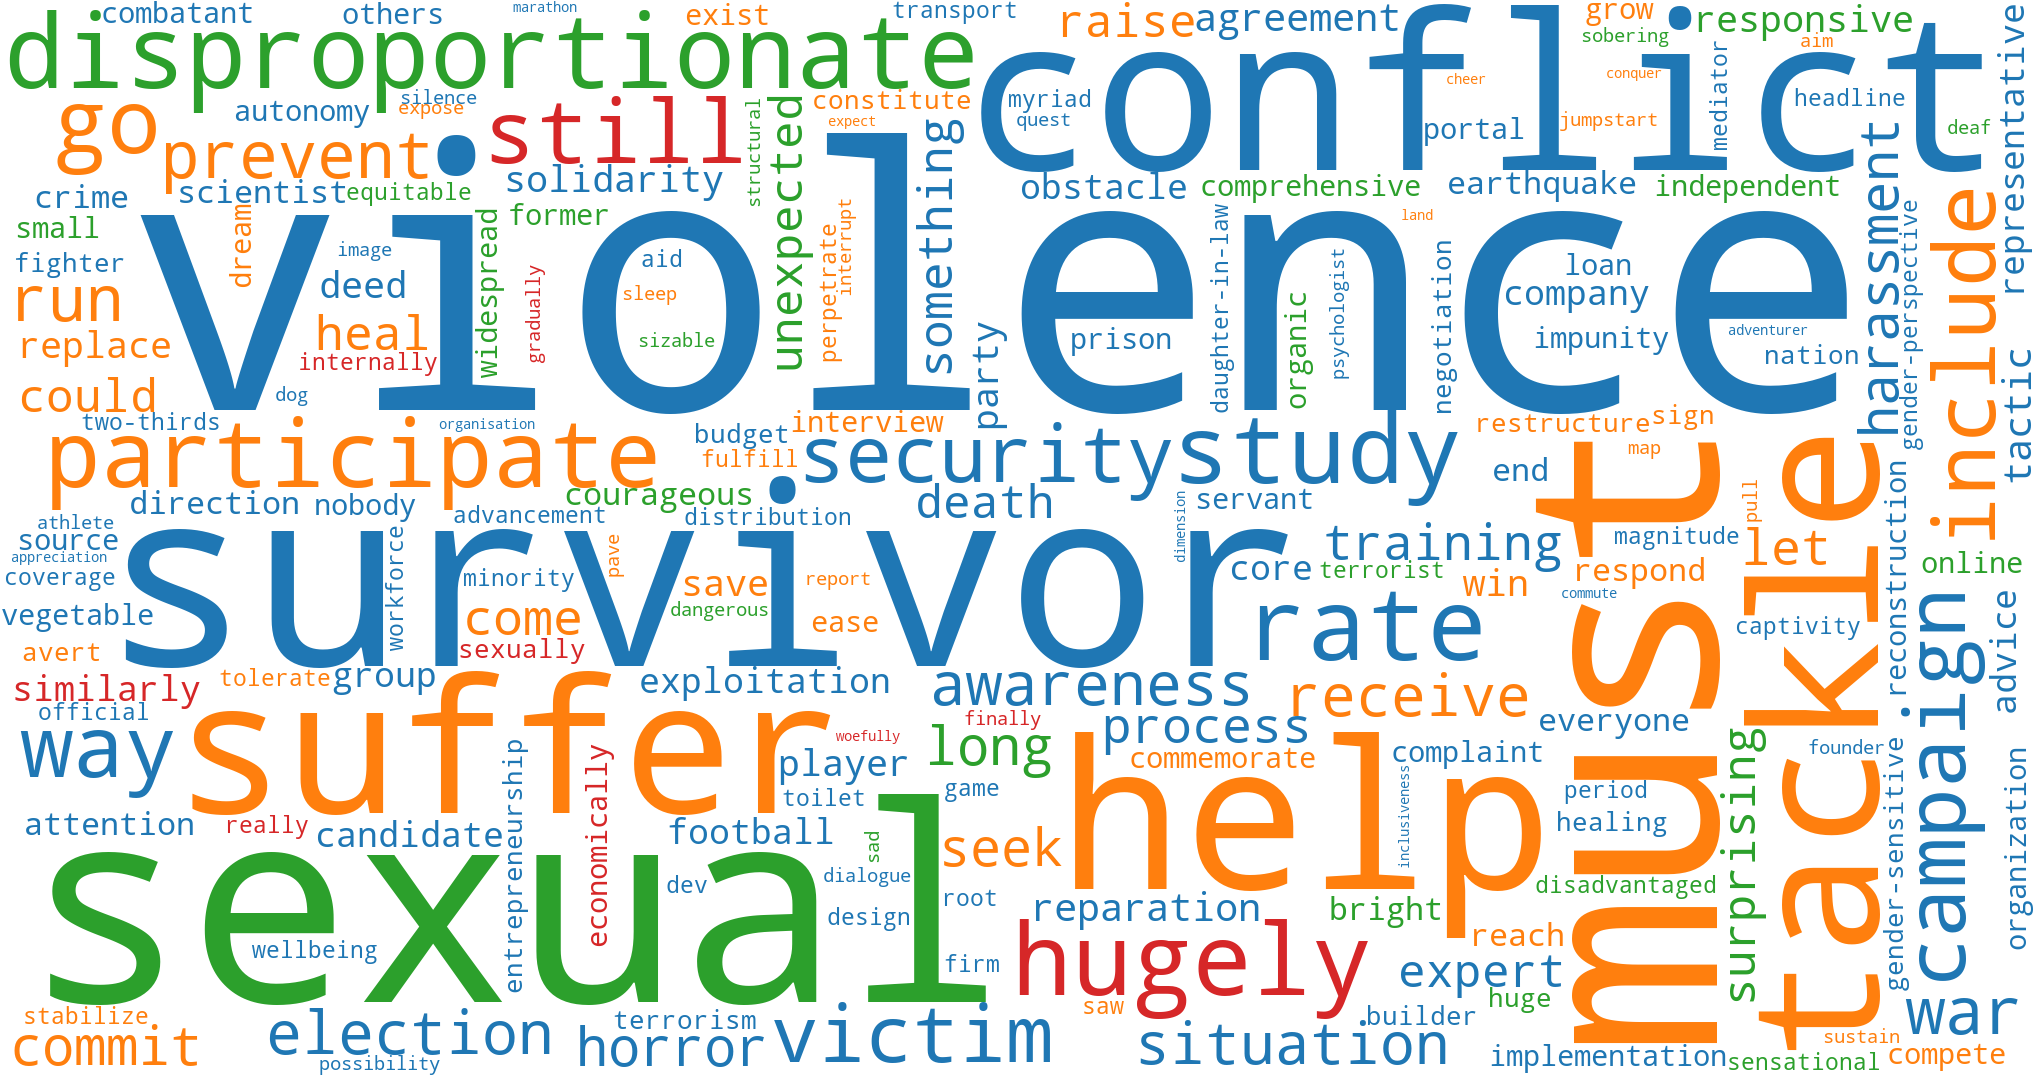 combatant
others
marathon
exist
transport
raise
agreement
grow
sobering
responsive
aim
representative
disproportionate
conflict
cheer
conquer
mediator
headline
deaf
go
autonomy
silence
expose
still
structural
unexpected
constitute
expect
something
myriad
quest
portal
jumpstart
harassment
include
prevent
crime
scientist
equitable
solidarity
obstacle
comprehensive
earthquake
independent
small
former
dream
widespread
violence
land
gender-perspective
fighter
image
aid
perpetrate
interrupt
daughter-in-law
negotiation
loan
run
deed
gradually
sleep
organic
psychologist
company
replace
heal
internally
sizable
party
prison
impunity
adventurer
nation
tactic
could
dog
two-thirds
organisation
interview
restructure
sign
participate
budget
fulfill
security
study
map
end
must
tackle
direction
nobody
courageous
death
servant
dimension
pull
reconstruction
athlete
source
advancement
distribution
training
magnitude
let
online
appreciation
coverage
workforce
survivor
minority
pave
save
report
core
terrorist
win
respond
commute
vegetable
come
dangerous
ease
rate
captivity
campaign
advice
avert
sexually
similarly
tolerate
group
exploitation
awareness
receive
official
suffer
finally
process
everyone
way
woefully
long
commemorate
complaint
surprising
founder
gender-sensitive
organization
entrepreneurship
economically
player
toilet
game
help
inclusiveness
period
attention
really
candidate
football
sad
seek
healing
sexual
dev
dialogue
root
disadvantaged
design
reparation
bright
wellbeing
firm
hugely
reach
expert
stabilize
saw
huge
war
commit
election
terrorism
horror
victim
situation
builder
sustain
possibility
implementation
sensational
compete